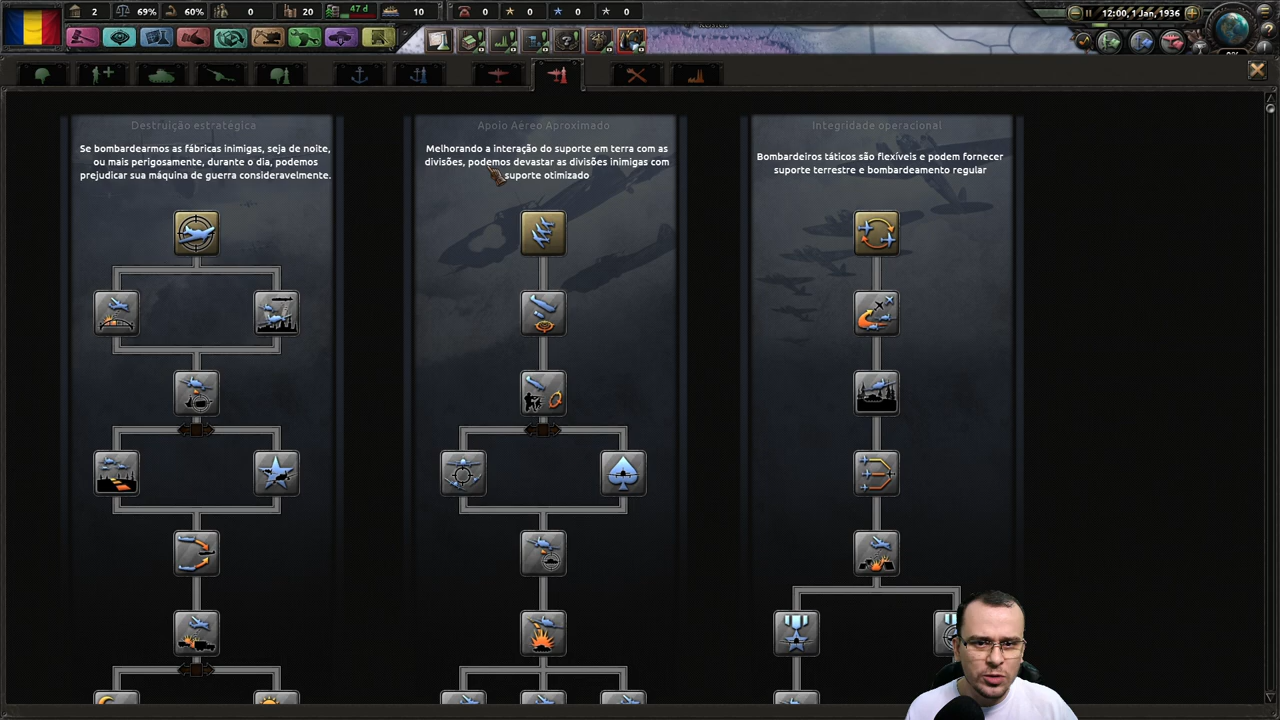 2 69% 60% 0 20 47 d 10 0 0 0 0 12:00, 1 Jan, 1936
Destruição estratégica
Se bombardearmos as fábricas inimigas, seja de noite,
ou mais perigosamente, durante o dia, podemos
prejudicar sua máquina de guerra consideravelmente.
Apoio Aéreo Aproximado
Melhorando a interação do suporte em terra com as
divisões, podemos devastar as divisões inimigas com
suporte otimizado
Integridade operacional
Bombardeiros táticos são flexíveis e podem fornecer
suporte terrestre e bombardeamento regular